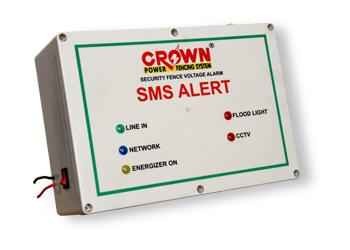 CROWN®
POWER FENCING SYSTEM
SECURITY FENCE VOLTAGE ALARM
SMS ALERT
LINE IN
NETWORK
ENERGIZER ON
FLOOD LIGHT
CCTV